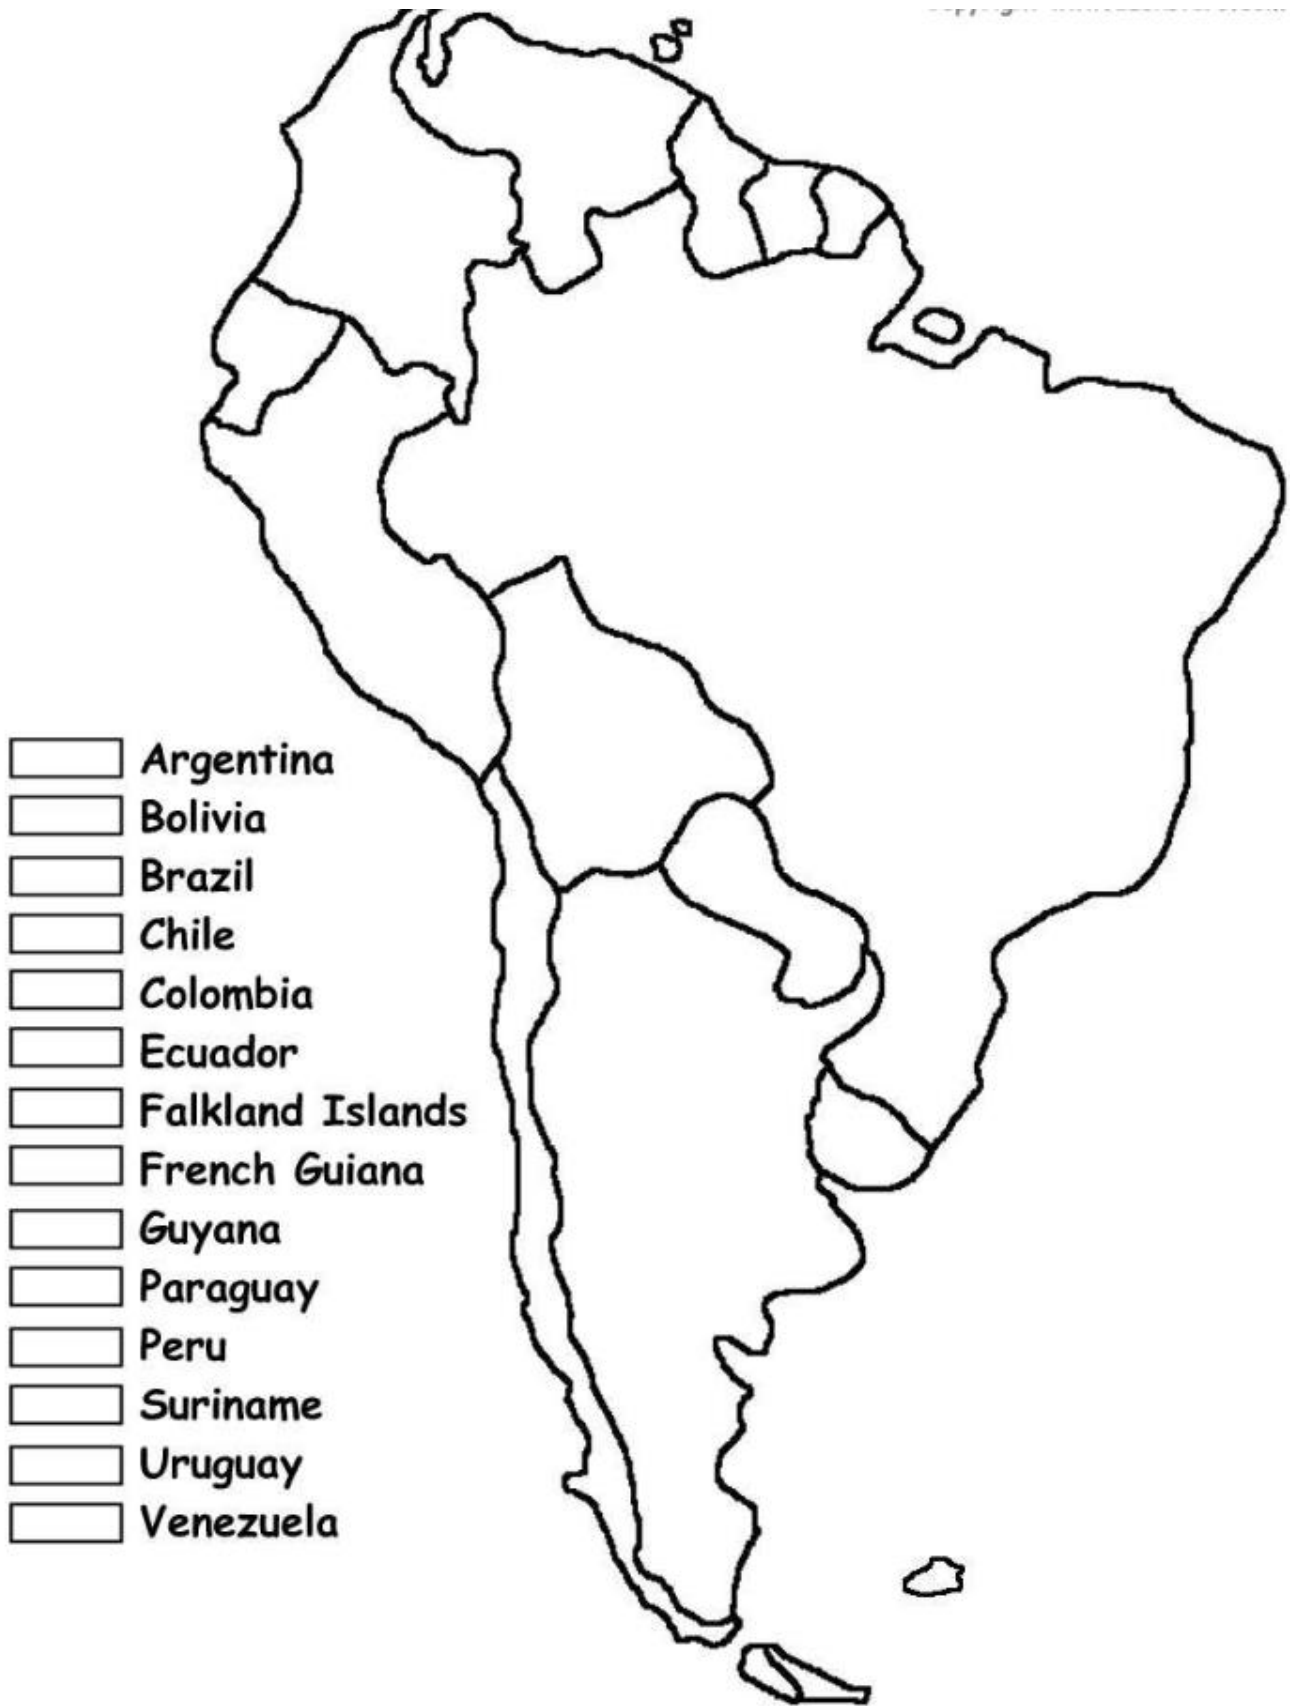 Argentina
Bolivia
Brazil
Chile
Colombia
Ecuador
Falkland Islands
French Guiana
Guyana
Paraguay
Peru
Suriname
Uruguay
Venezuela